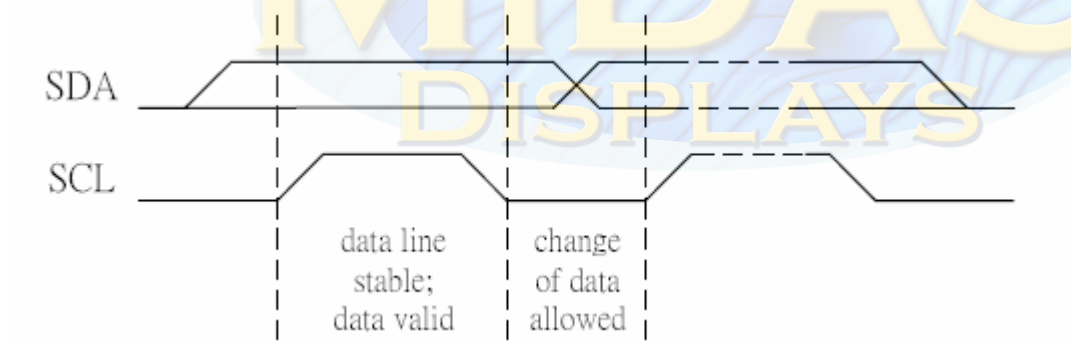 MIDAS
DISPLAYS
SDA
SCL
data line
stable;
data valid
change
of data
allowed